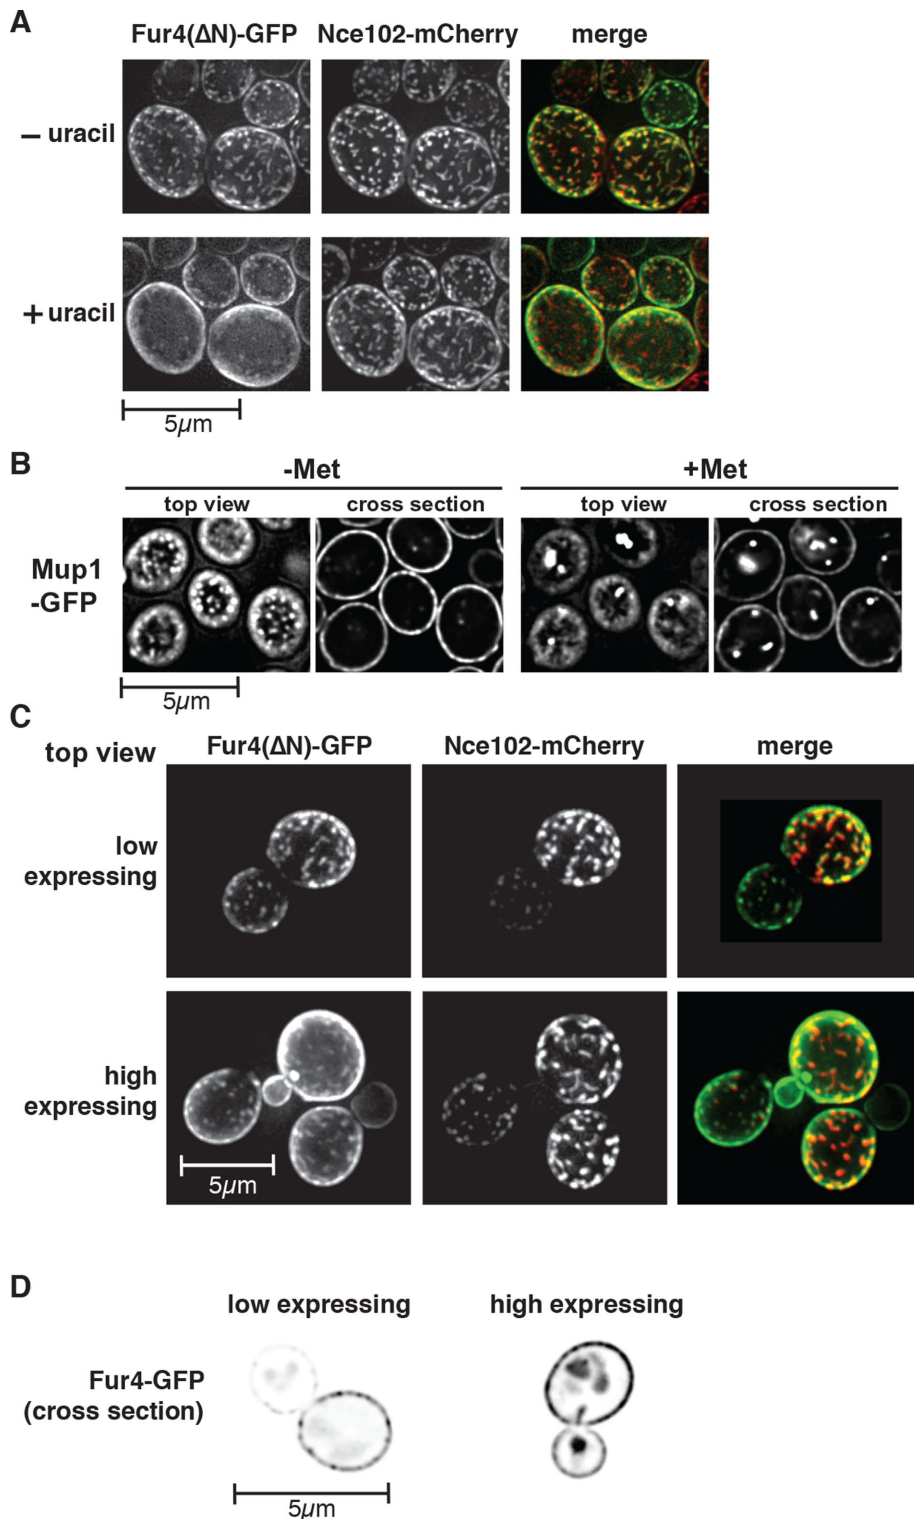 A
Fur4(ΔN)-GFP Nce102-mCherry merge
− uracil
+ uracil
5µm
B
-Met +Met
top view cross section top view cross section
Mup1
-GFP
5µm
C
top view Fur4(ΔN)-GFP Nce102-mCherry merge
low
expressing
high
expressing
5µm
D
low expressing high expressing
Fur4-GFP
(cross section)
5µm